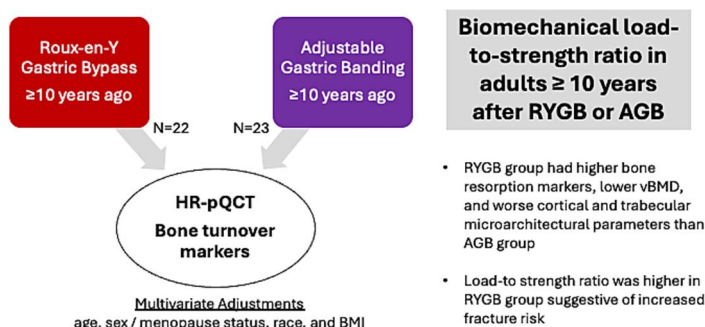 Roux-en-Y
Gastric Bypass
≥10 years ago
Adjustable
Gastric Banding
≥10 years ago
N=22
N=23
HR-pQCT
Bone turnover
markers
Multivariate Adjustments
age, sex / menopause status, race, and BMI
Biomechanical load-
to-strength ratio in
adults ≥ 10 years
after RYGB or AGB
• RYGB group had higher bone
resorption markers, lower vBMD,
and worse cortical and trabecular
microarchitectural parameters than
AGB group
• Load-to strength ratio was higher in
RYGB group suggestive of increased
fracture risk